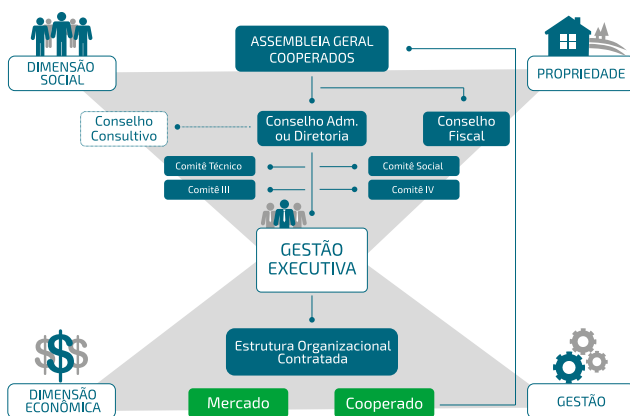 ASSEMBLEIA GERAL
COOPERADOS
DIMENSÃO
SOCIAL
PROPRIEDADE
Conselho
Consultivo
Conselho Adm.
ou Diretoria
Conselho
Fiscal
Comitê Técnico
Comitê Social
Comitê III
Comitê IV
GESTÃO
EXECUTIVA
Estrutura Organizacional
Contratada
DIMENSÃO
ECONÔMICA
Mercado
Cooperado
GESTÃO